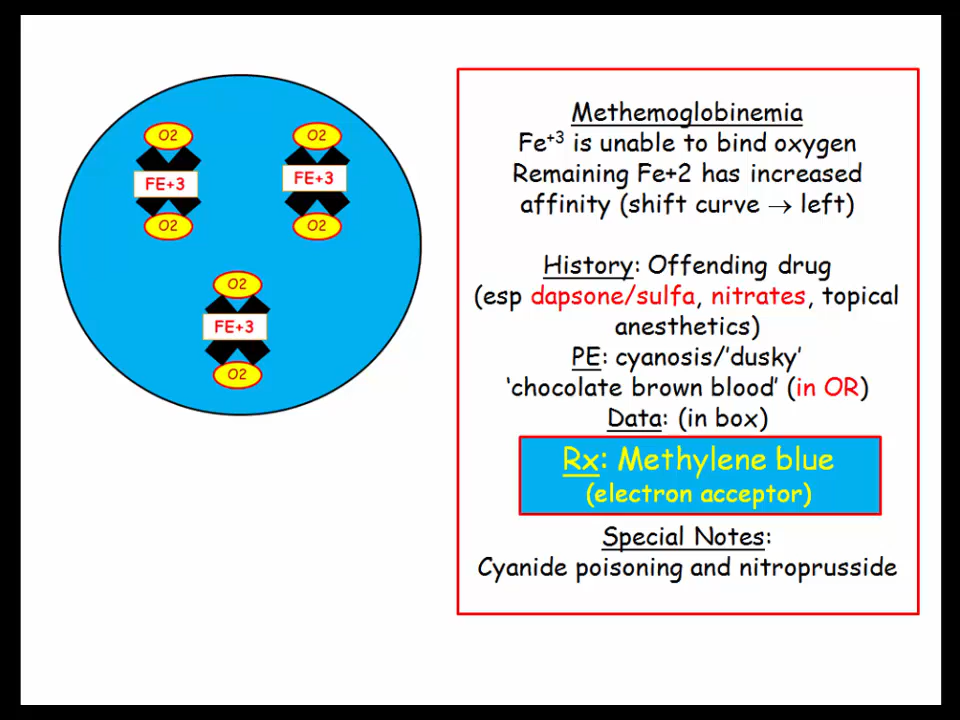 O2
O2
FE+3
FE+3
O2
O2
O2
FE+3
O2
Methemoglobinemia
Fe+3 is unable to bind oxygen
Remaining Fe+2 has increased
affinity (shift curve → left)
History: Offending drug
(esp dapsone/sulfa, nitrates, topical
anesthetics)
PE: cyanosis/'dusky'
'chocolate brown blood' (in OR)
Data: (in box)
Rx: Methylene blue
(electron acceptor)
Special Notes:
Cyanide poisoning and nitroprusside